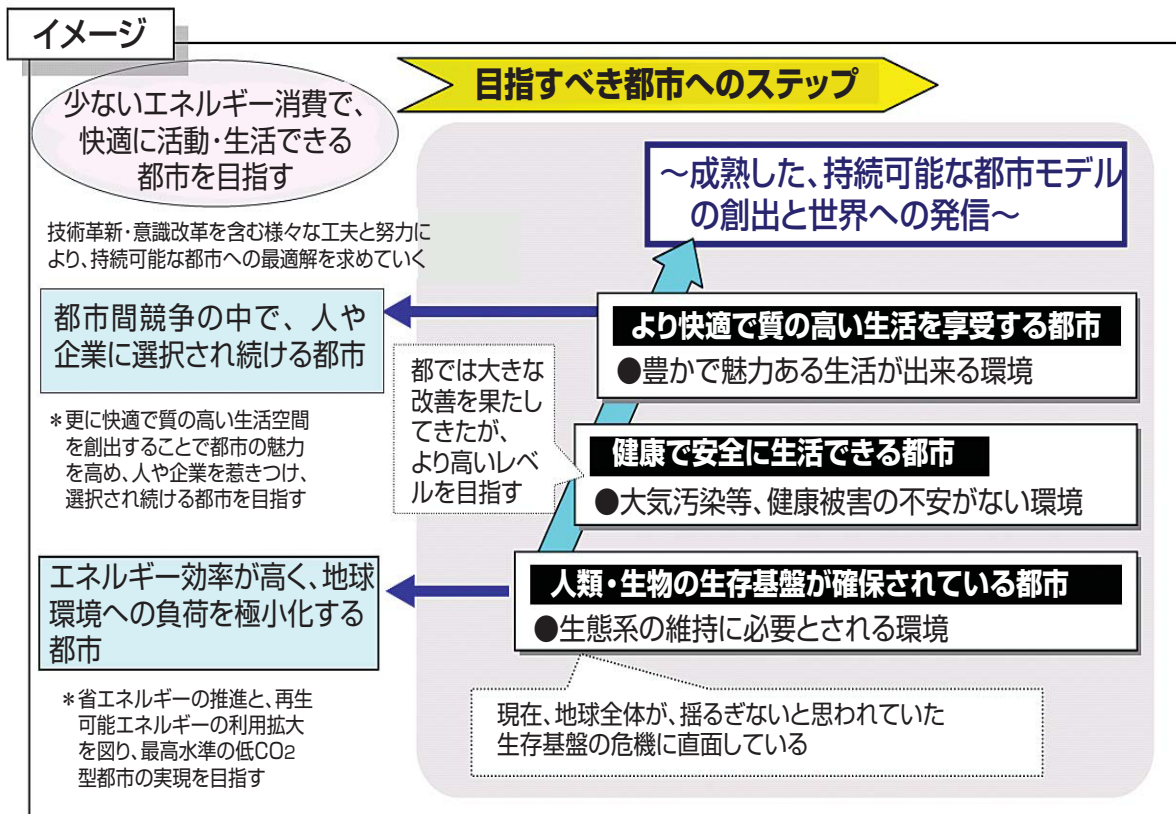 イメージ
少ないエネルギー消費で、
快適に活動・生活できる
都市を目指す
技術革新・意識改革を含む様々な工夫と努力に
より、持続可能な都市への最適解を求めていく
都市間競争の中で、人や
企業に選択され続ける都市
＊更に快適で質の高い生活空間
を創出することで都市の魅力
を高め、人や企業を惹きつけ、
選択され続ける都市を目指す
エネルギー効率が高く、地球
環境への負荷を極小化する
都市
＊省エネルギーの推進と、再生
可能エネルギーの利用拡大
を図り、最高水準の低CO2
型都市の実現を目指す
目指すべき都市へのステップ
～成熟した、持続可能な都市モデル
の創出と世界への発信～
より快適で質の高い生活を享受する都市
●豊かで魅力ある生活が出来る環境
都では大きな
改善を果たし
てきたが、
より高いレベ
ルを目指す
健康で安全に生活できる都市
●大気汚染等、健康被害の不安がない環境
人類・生物の生存基盤が確保されている都市
●生態系の維持に必要とされる環境
現在、地球全体が、揺るぎないと思われていた
生存基盤の危機に直面している